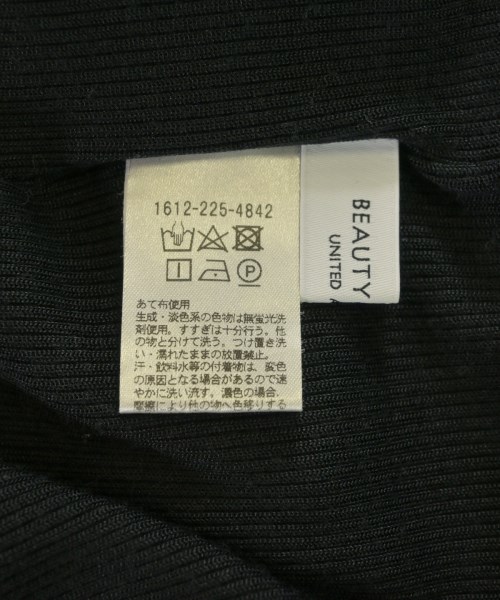 1612-225-4842
あて布使用
生成・淡色系の色物は無蛍光洗
剤使用。すすぎは十分行う。他
の物と分けて洗う。つけ置き洗
い・濡れたままの放置禁止。
汗・飲料水等の付着物は、変色
の原因となる場合があるので速
やかに洗い流す。濃色の場合、
摩擦により他の物へ色移りする
BEAUTY
UNITED A